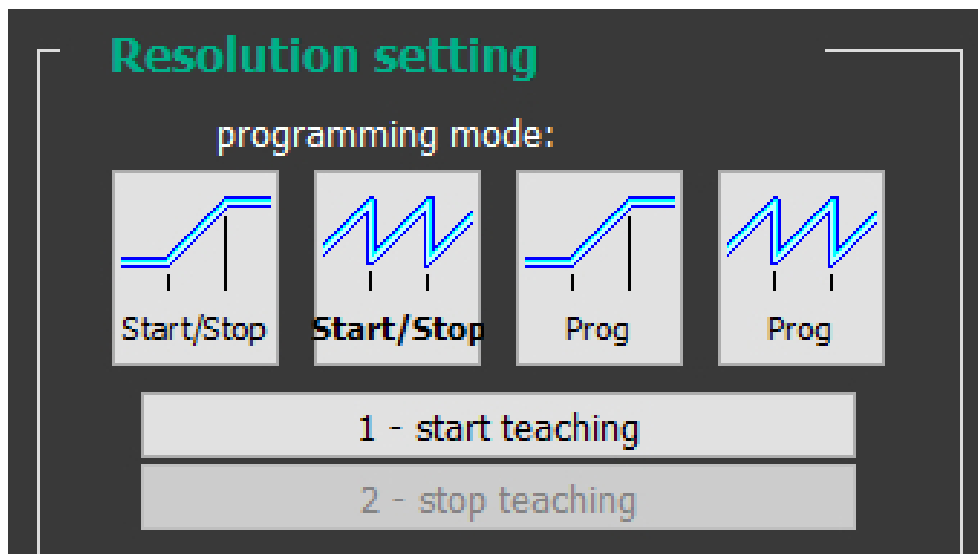 Resolution setting
programming mode:
Start/Stop Start/Stop Prog Prog
1 - start teaching
2 - stop teaching